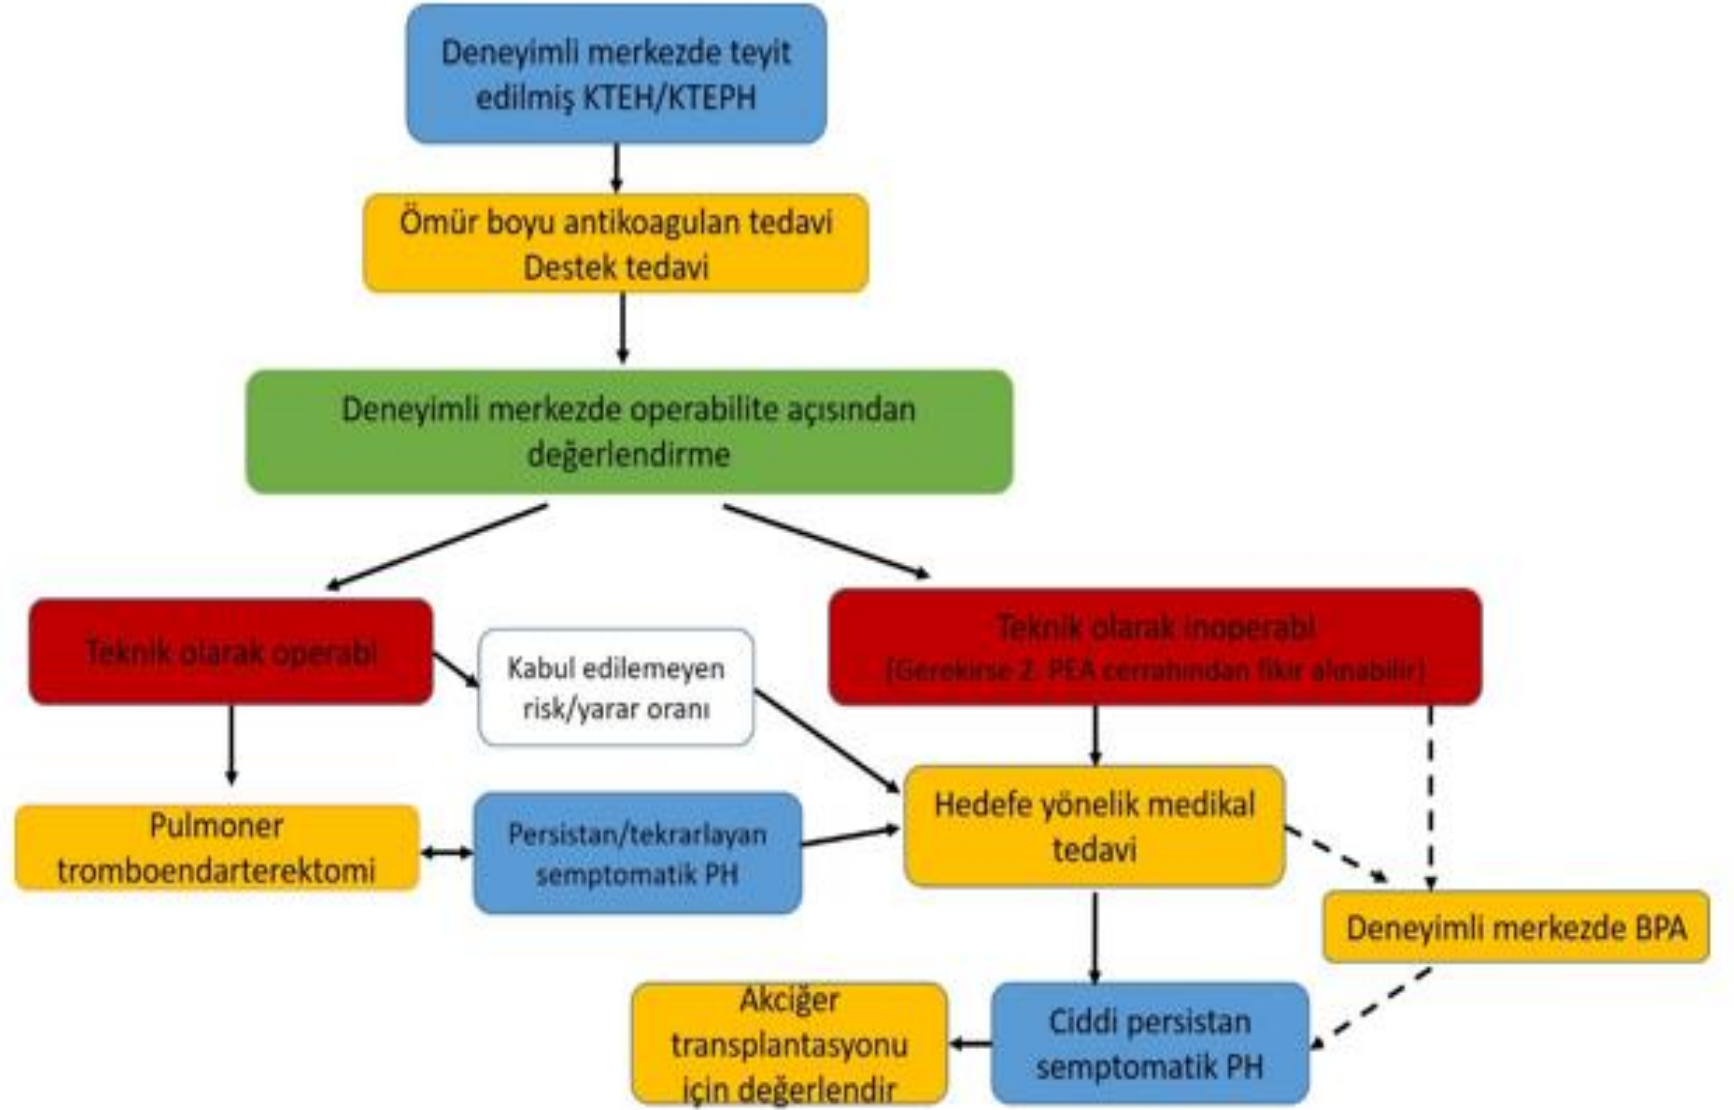 Deneyimli merkezde teyit
edilmiş KTEH/KTEPH
Ömür boyu antikoagulan tedavi
Destek tedavi
Deneyimli merkezde operabilite açısından
değerlendirme
Teknik olarak operabl
Kabul edilemeyen
risk/yarar oranı
Teknik olarak inoperabl
(Gerekirse 2. PEA cerrahından fikir alınabilir)
Pulmoner
tromboendarterektomi
Persistan/tekrarlayan
semptomatik PH
Hedefe yönelik medikal
tedavi
Deneyimli merkezde BPA
Akciğer
transplantasyonu
için değerlendir
Ciddi persistan
semptomatik PH